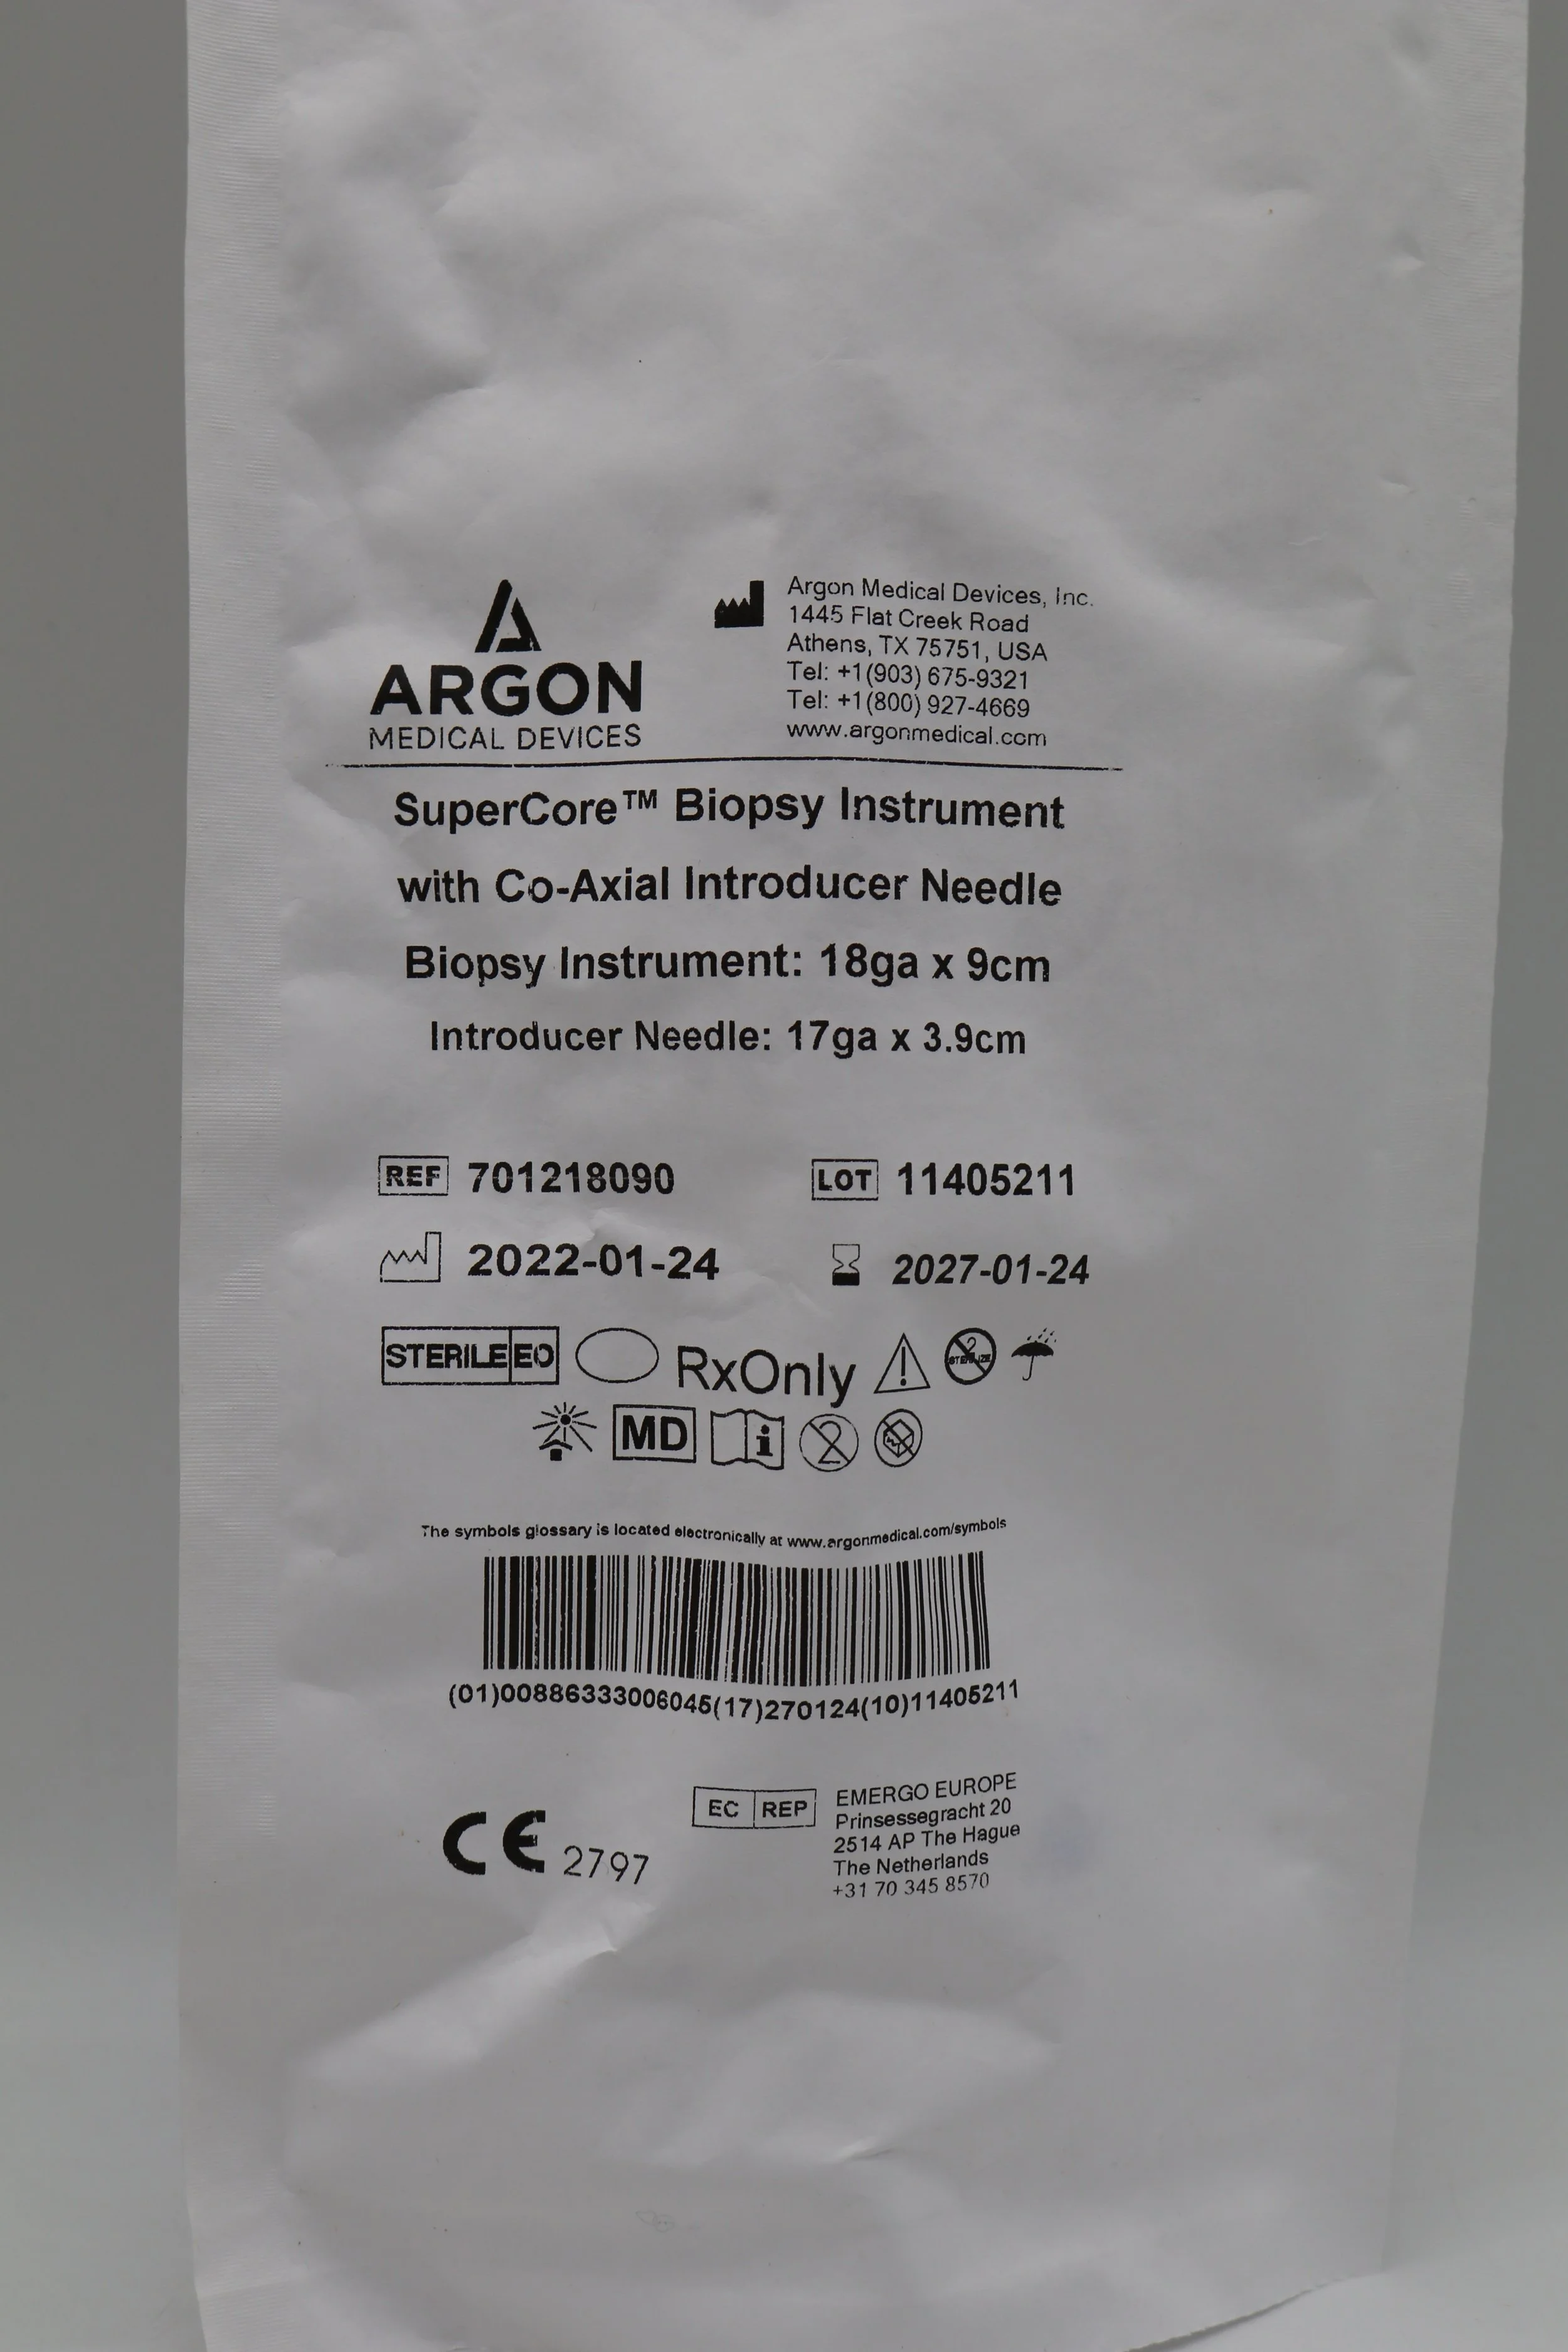 ARGON
MEDICAL DEVICES
Argon Medical Devices, Inc.
1445 Flat Creek Road
Athens, TX 75751, USA
Tel: +1(903) 675-9321
Tel: +1(800) 927-4669
www.argonmedical.com
SuperCore™ Biopsy Instrument
with Co-Axial Introducer Needle
Biopsy Instrument: 18ga x 9cm
Introducer Needle: 17ga x 3.9cm
REF 701218090
LOT 11405211
2022-01-24
2027-01-24
STERILE EO RxOnly 2 STERILIZE
MD i 2
The symbols glossary is located electronically at www.argonmedical.com/symbols
(01)00886333006045(17)270124(10)11405211
CE 2797
EC REP
EMERGO EUROPE
Prinsessegracht 20
2514 AP The Hague
The Netherlands
+31 70 345 8570